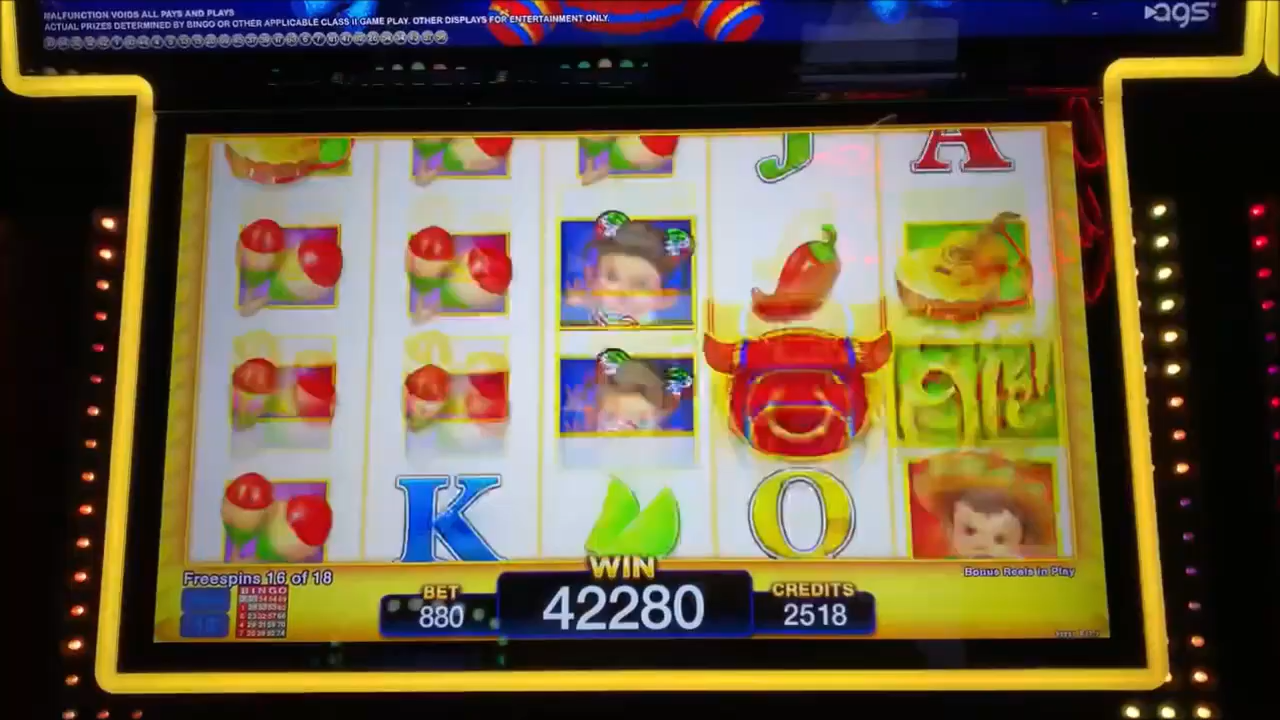 MALFUNCTION VOIDS ALL PAYS AND PLAYS
ACTUAL PRIZES DETERMINED BY BINGO OR OTHER APPLICABLE CLASS II GAME PLAY. OTHER DISPLAYS FOR ENTERTAINMENT ONLY.
ags
J A
K O
Freespins 16 of 18
Bonus Reels in Play
BINGO
BET
880
WIN
42280
CREDITS
2518